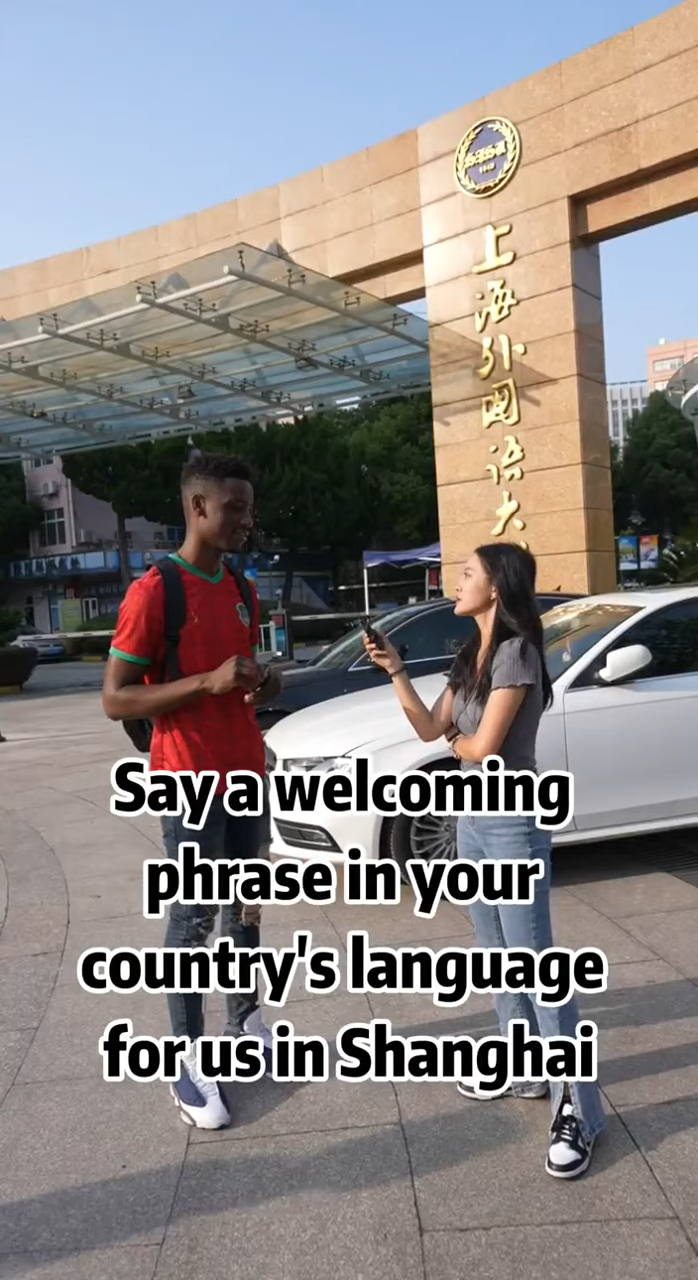 上海外国语大
Say a welcoming
phrase in your
country's language
for us in Shanghai